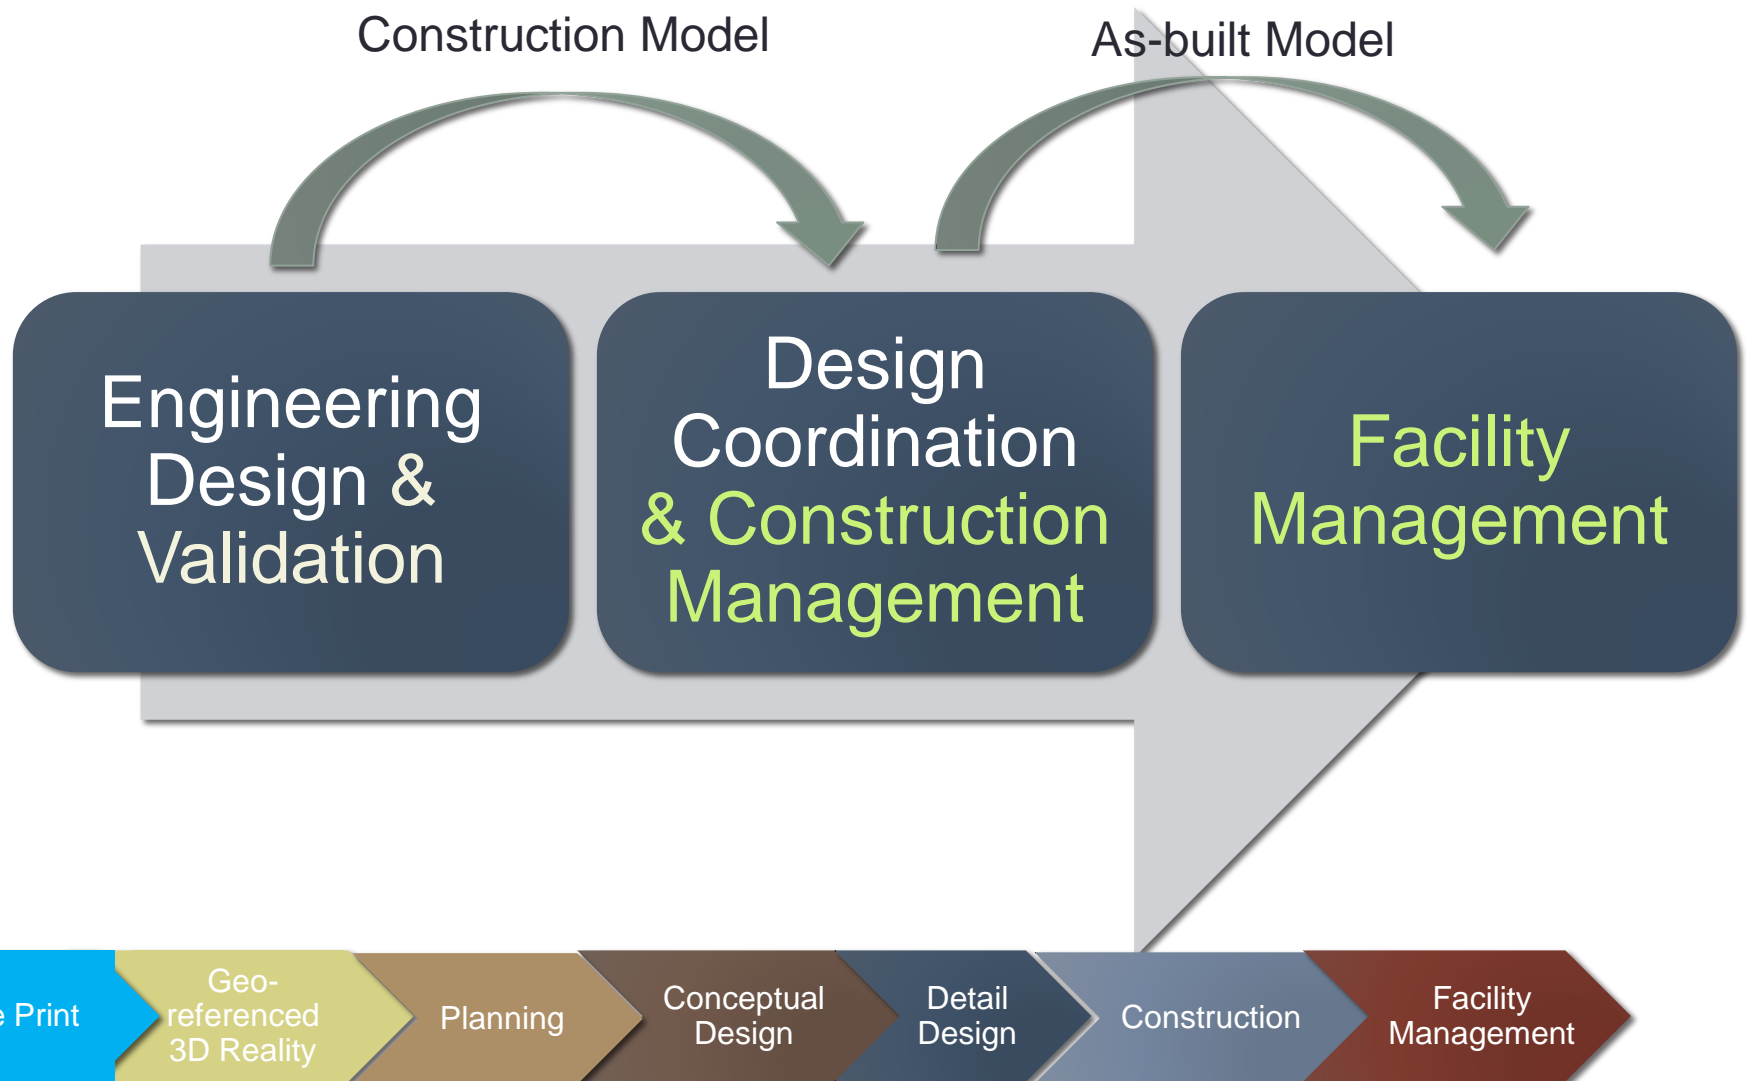 Construction Model
As-built Model
Engineering
Design &
Validation
Design
Coordination
& Construction
Management
Facility
Management
Print
Geo-
referenced
3D Reality
Planning
Conceptual
Design
Detail
Design
Construction
Facility
Management